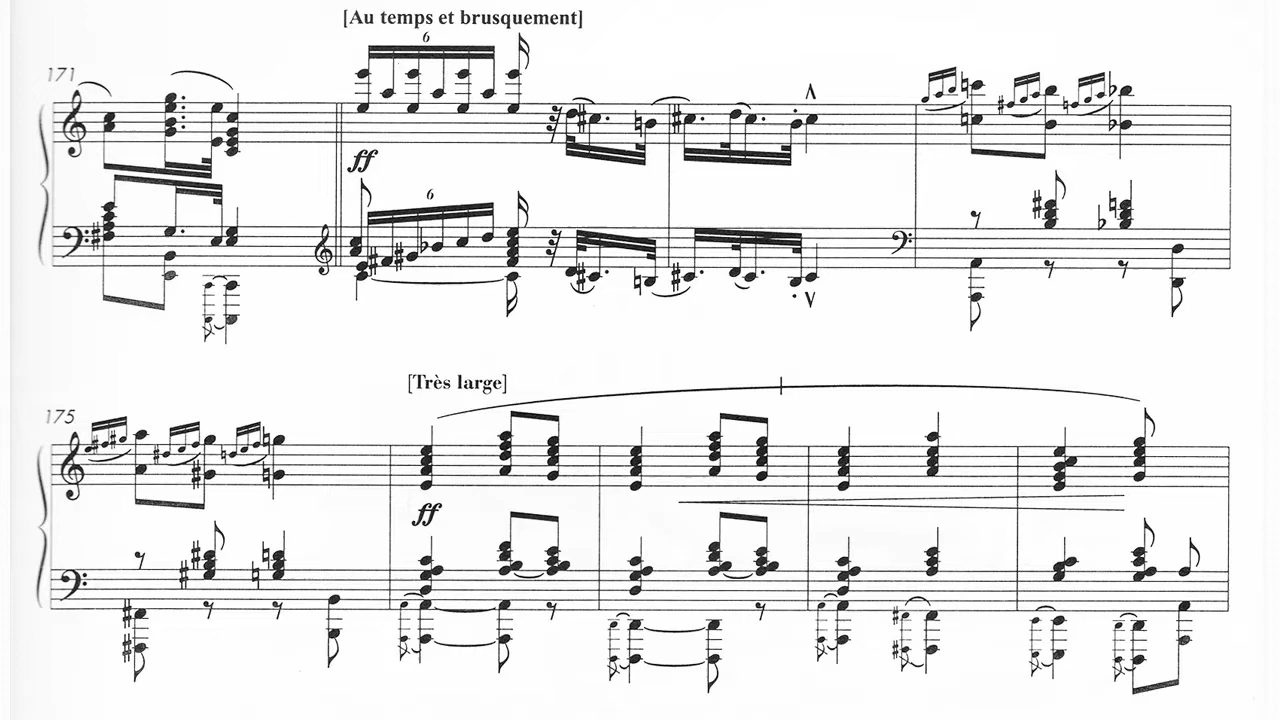 [Au temps et brusquement]
6
171
ff
6
[Très large]
175
ff